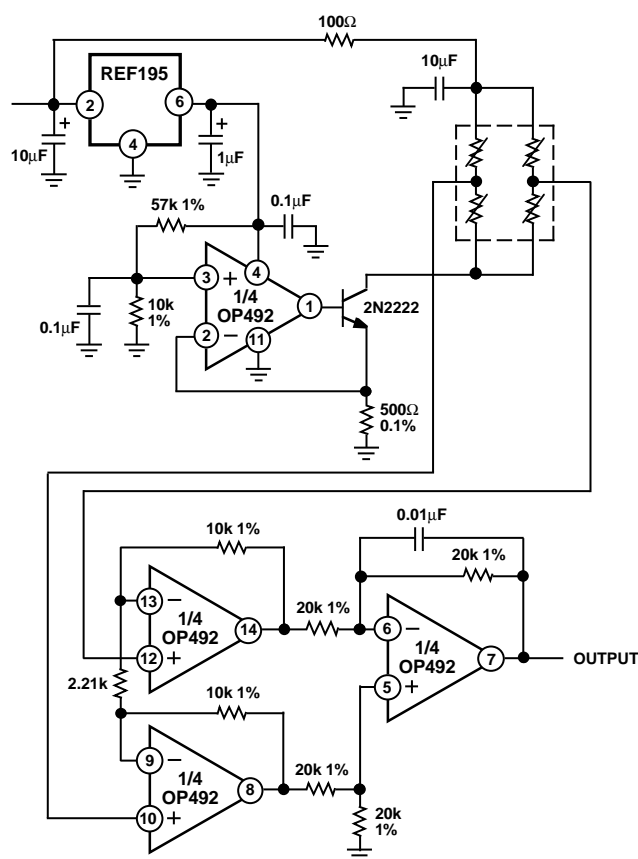 100Ω
REF195
2
6
4
10µF
+
10µF
+
1µF
57k 1%
0.1µF
0.1µF
10k
1%
3
+
4
1/4
OP492
1
2
−
11
2N2222
500Ω
0.1%
10k 1%
0.01µF
20k 1%
13
−
1/4
OP492
14
12
+
20k 1%
6
−
1/4
OP492
7
OUTPUT
5
+
2.21k
10k 1%
9
−
1/4
OP492
8
10
+
20k 1%
20k
1%